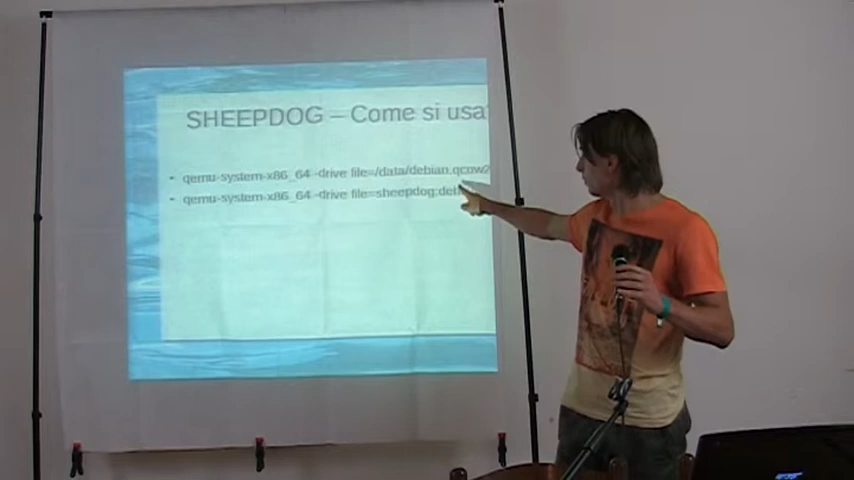 SHEEPDOG – Come si usa
qemu-system-x86_64 -drive file=/data/debian.qcow2
qemu-system-x86_64 -drive file=sheepdog: